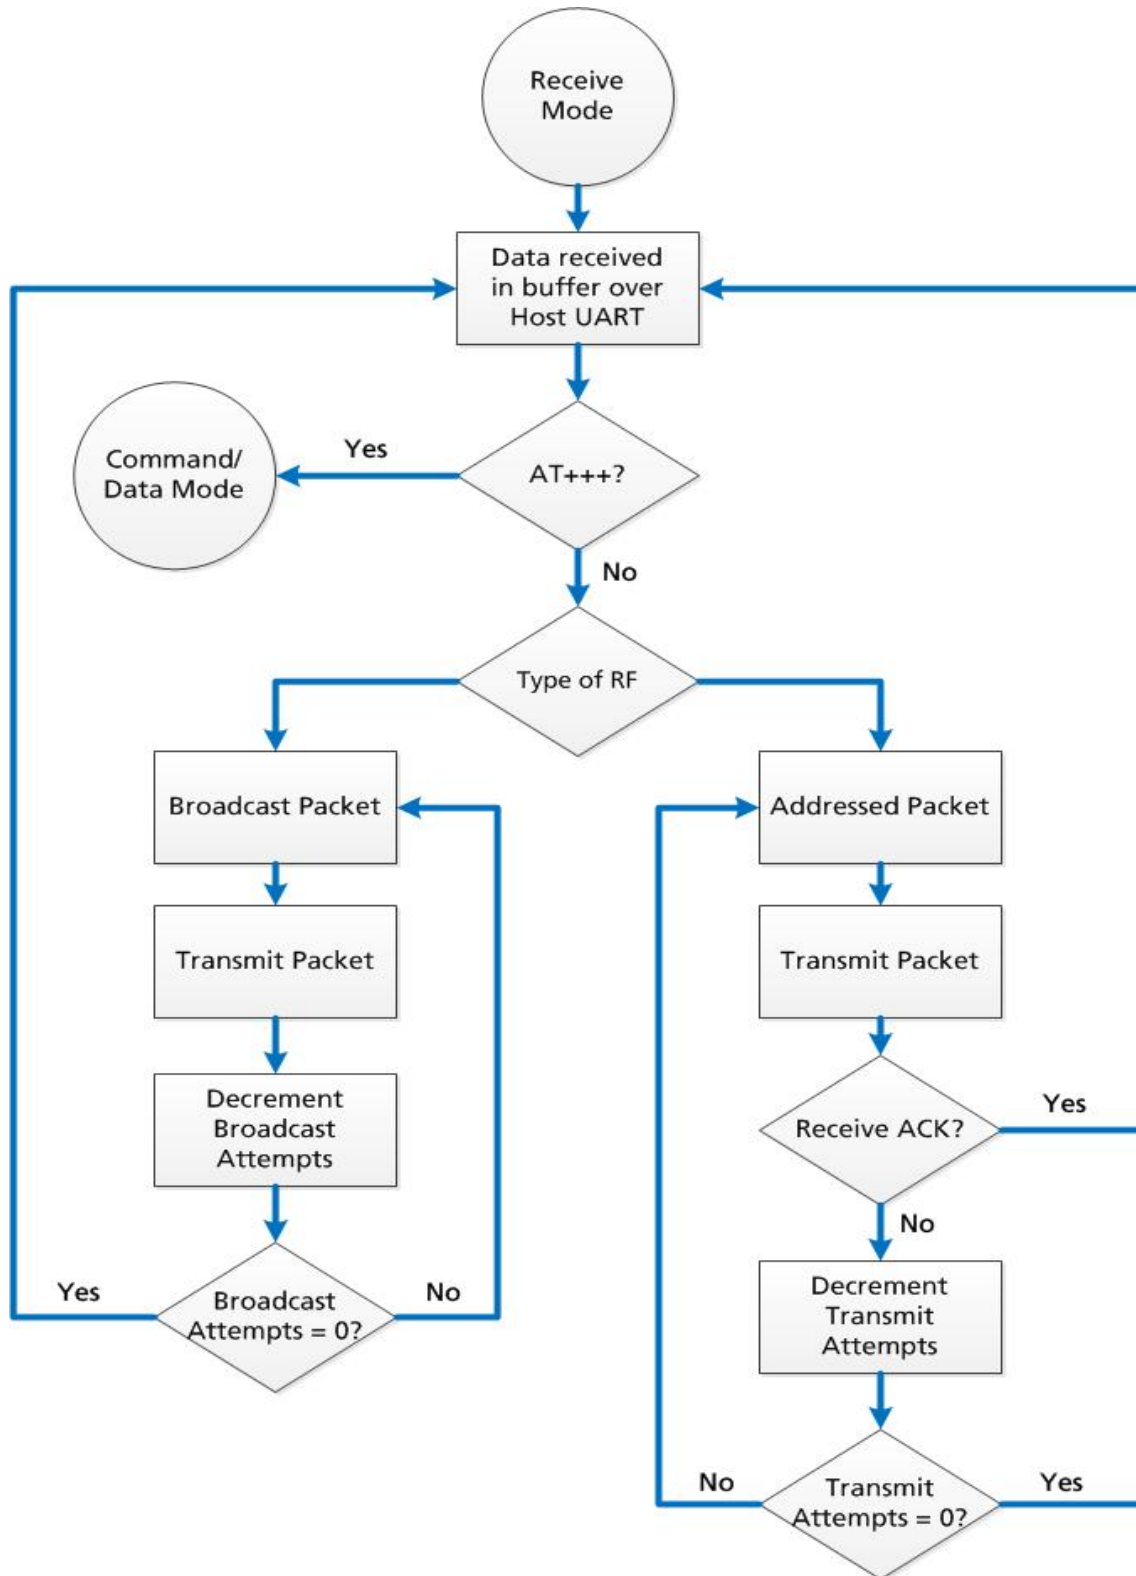 Receive
Mode
Data received
in buffer over
Host UART
Yes
Command/
Data Mode
AT+++?
No
Type of RF
Broadcast Packet
Addressed Packet
Transmit Packet
Transmit Packet
Decrement
Broadcast
Attempts
Receive ACK?
Yes
No
Yes
Broadcast
Attempts = 0?
No
Decrement
Transmit
Attempts
No
Transmit
Attempts = 0?
Yes